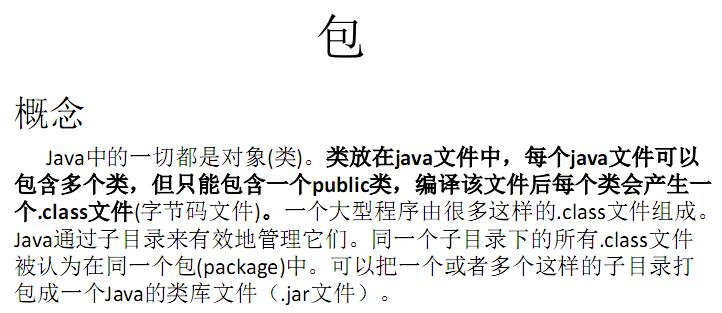 包
概念
Java中的一切都是对象(类)。类放在java文件中，每个java文件可以
包含多个类，但只能包含一个public类，编译该文件后每个类会产生一
个.class文件(字节码文件)。一个大型程序由很多这样的.class文件组成。
Java通过子目录来有效地管理它们。同一个子目录下的所有.class文件
被认为在同一个包(package)中。可以把一个或者多个这样的子目录打
包成一个Java的类库文件（.jar文件）。